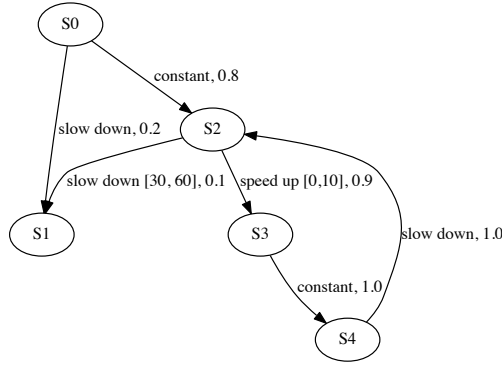 S0
constant, 0.8
S2
slow down, 0.2
slow down [30, 60], 0.1
speed up [0,10], 0.9
S1
S3
slow down, 1.0
constant, 1.0
S4